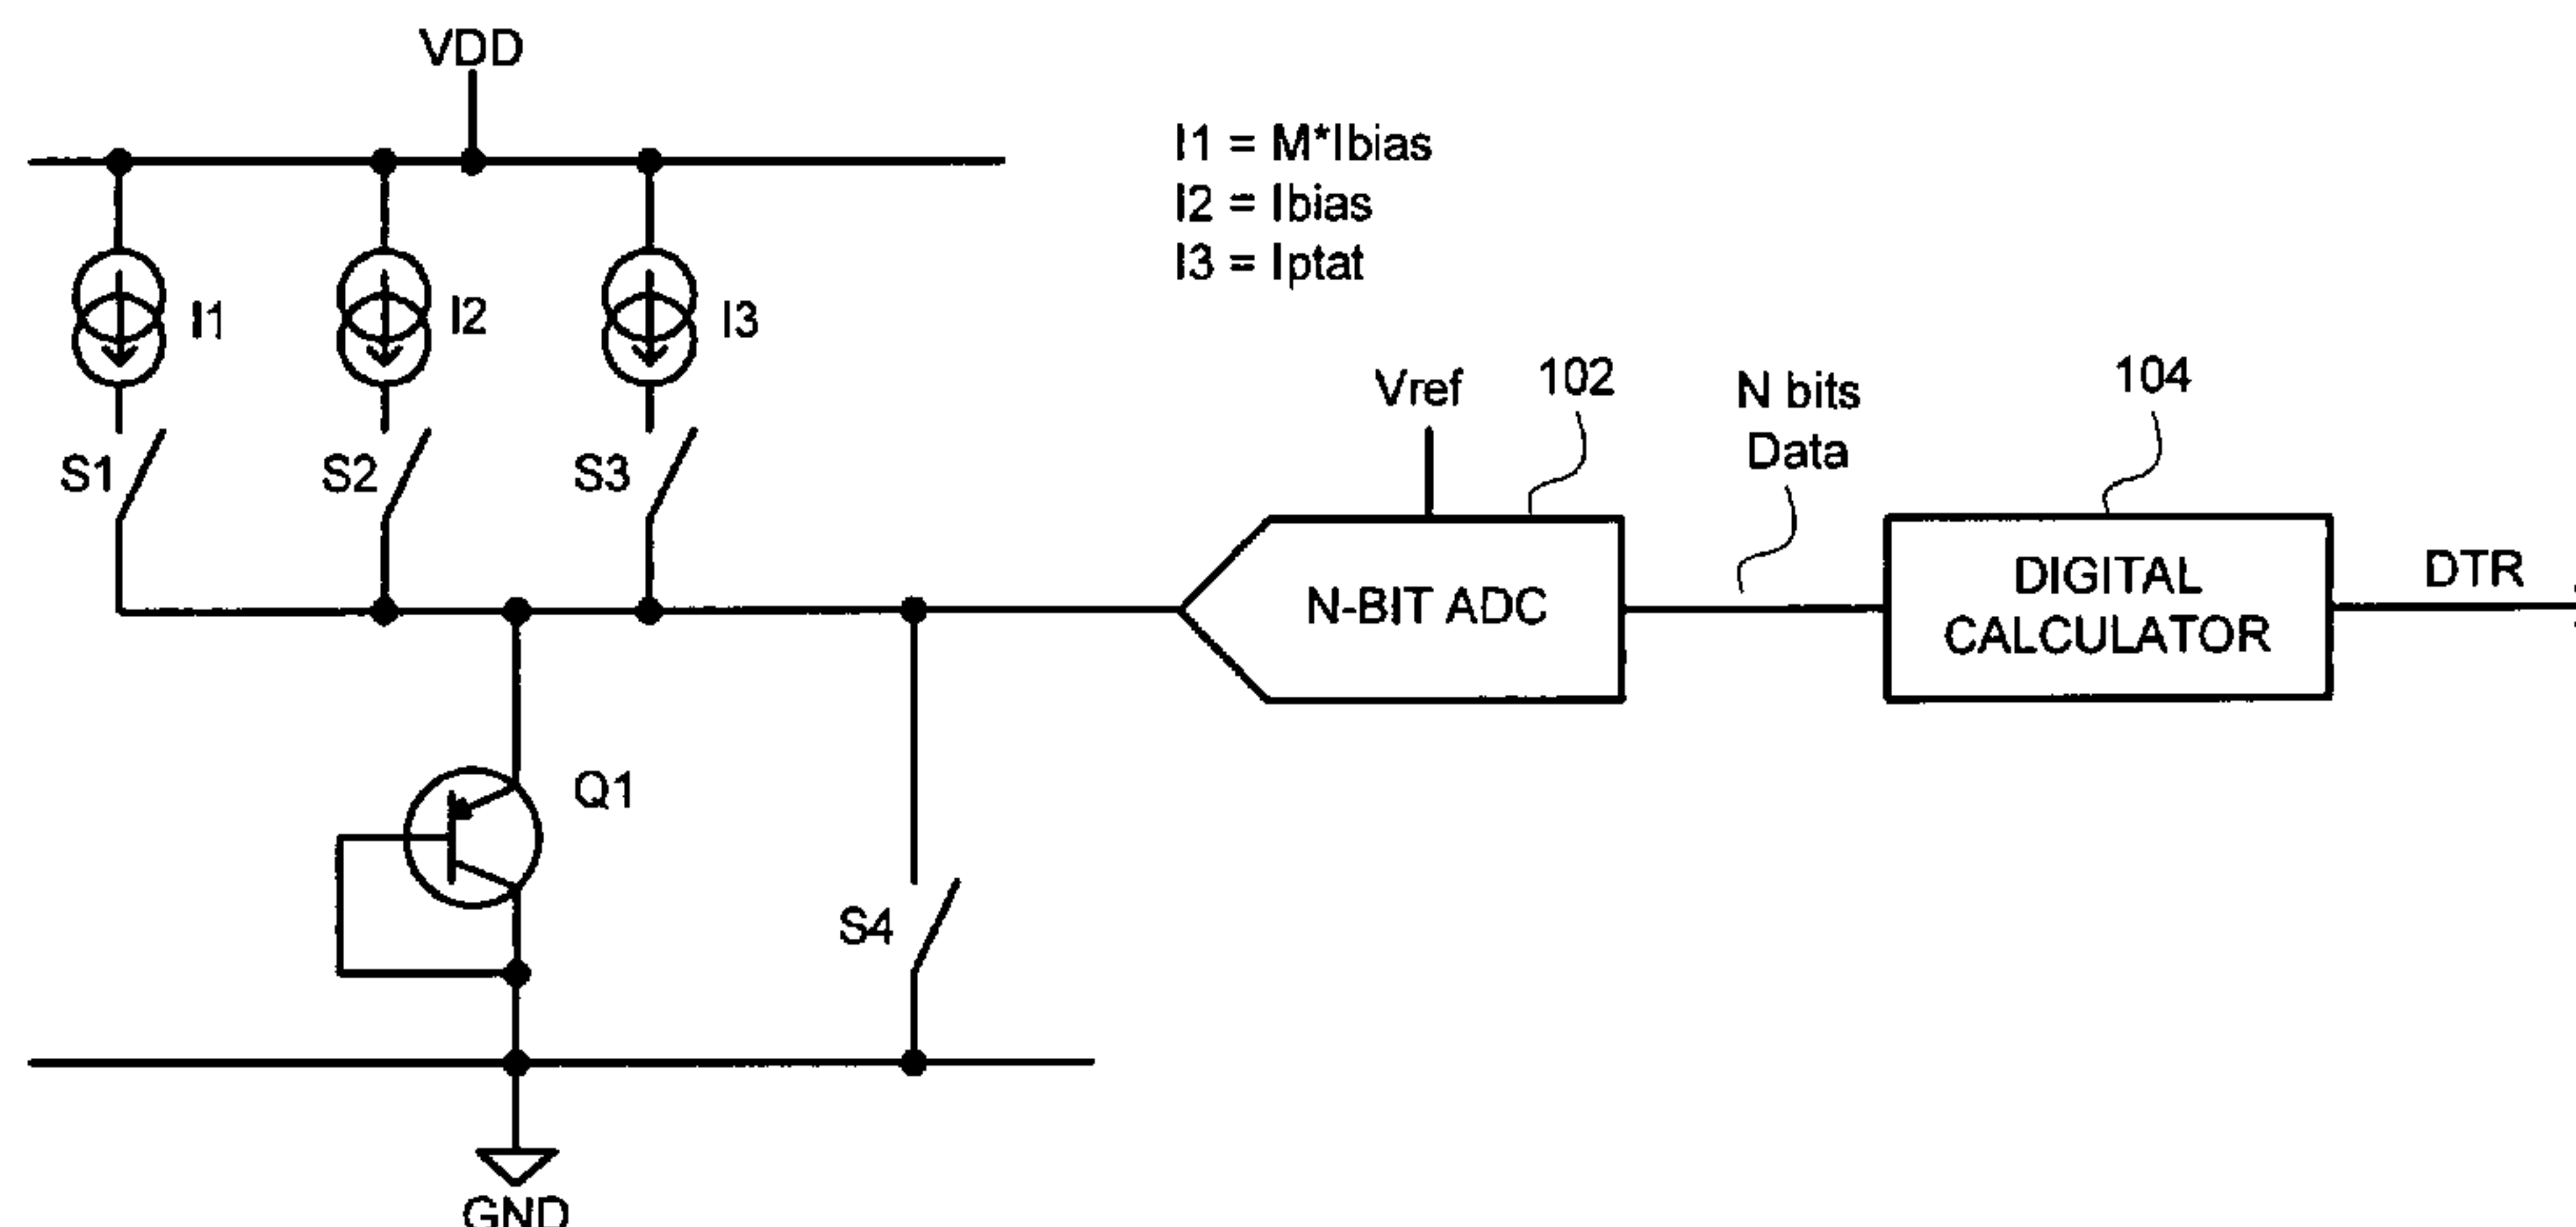 VDD
I1 = M*Ibias
I2 = Ibias
I3 = Iptat
I1
I2
I3
S1
S2
S3
Vref
102
N bits
Data
104
N-BIT ADC
DIGITAL
CALCULATOR
DTR
Q1
S4
GND